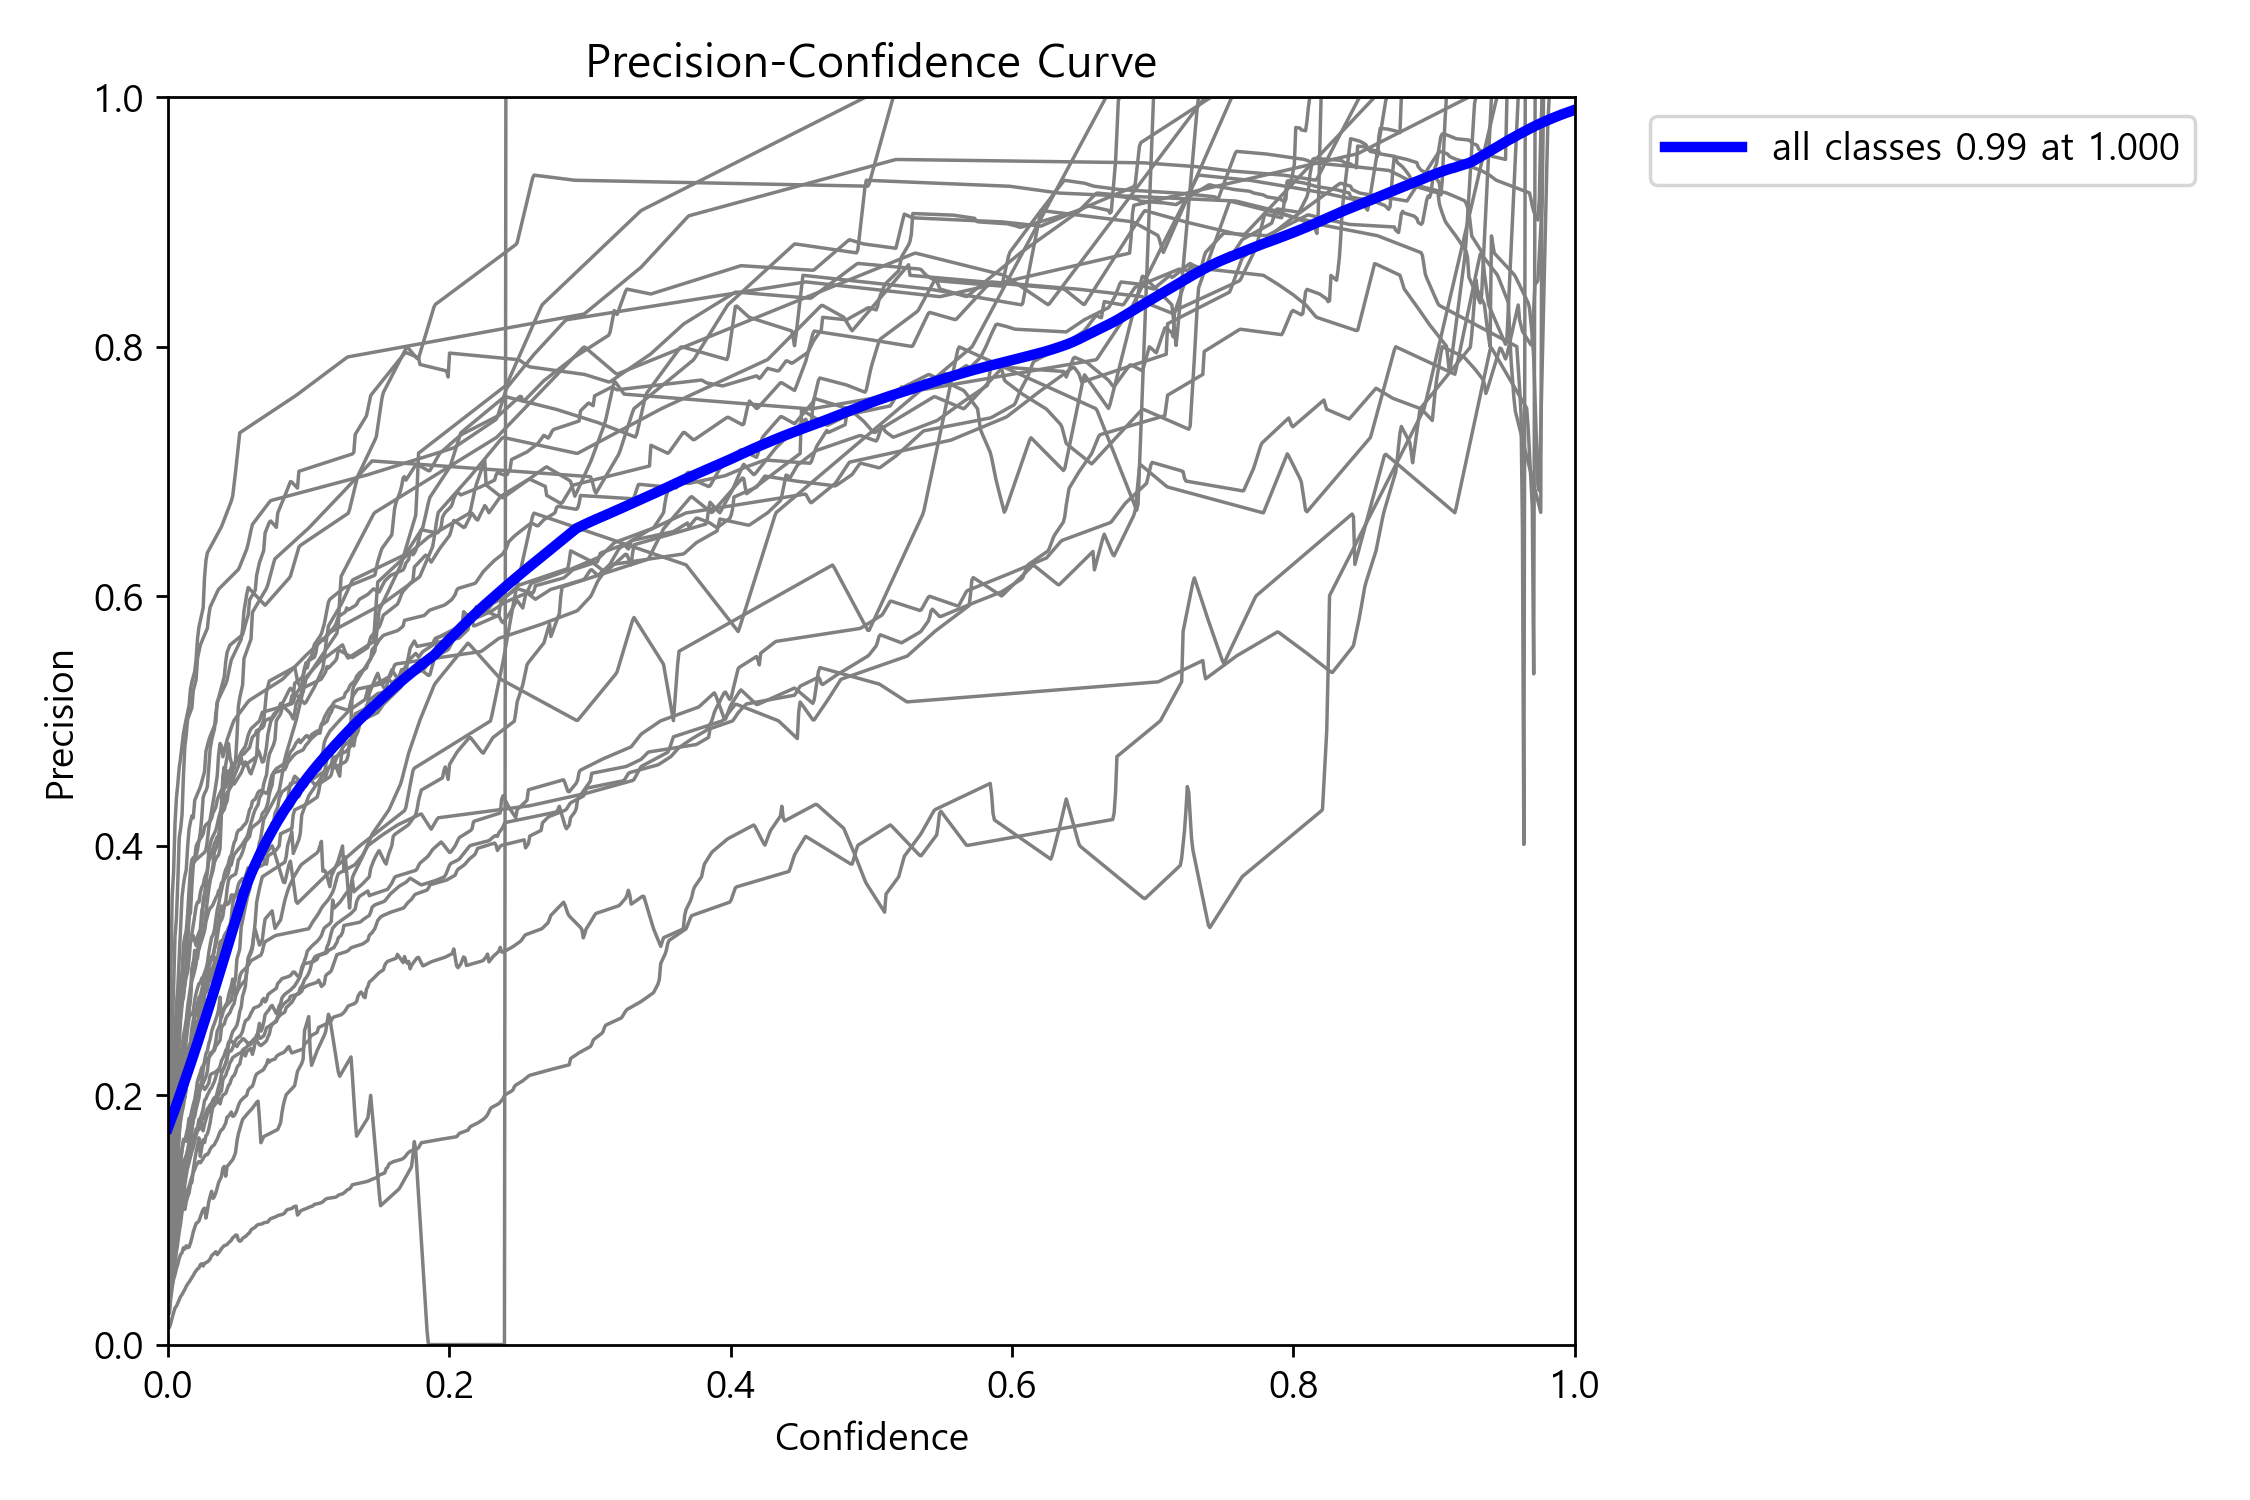 Precision-Confidence Curve
all classes 0.99 at 1.000
1.0
0.8
0.6
0.4
0.2
0.0
Precision
0.0 0.2 0.4 0.6 0.8 1.0
Confidence